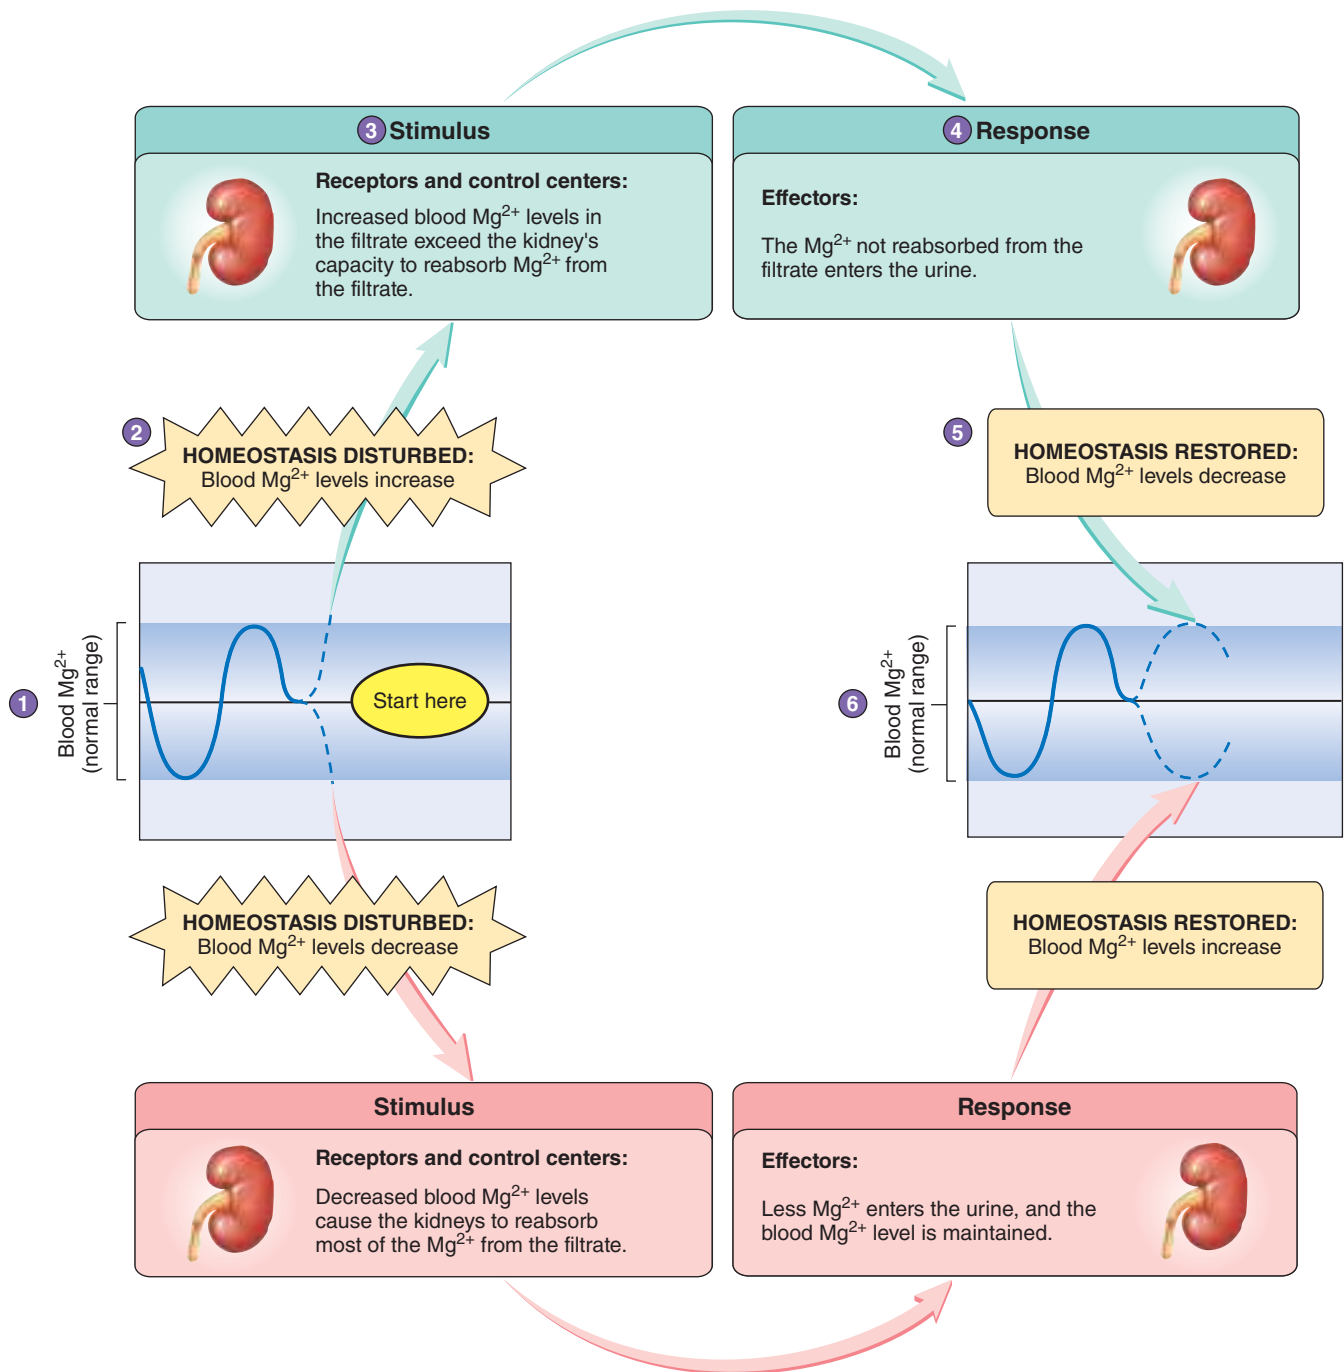 3 Stimulus
Receptors and control centers:
Increased blood Mg²⁺ levels in
the filtrate exceed the kidney's
capacity to reabsorb Mg²⁺ from
the filtrate.
4 Response
Effectors:
The Mg²⁺ not reabsorbed from the
filtrate enters the urine.
2
HOMEOSTASIS DISTURBED:
Blood Mg²⁺ levels increase
5
HOMEOSTASIS RESTORED:
Blood Mg²⁺ levels decrease
1
Blood Mg²⁺
(normal range)
Start here
6
Blood Mg²⁺
(normal range)
HOMEOSTASIS DISTURBED:
Blood Mg²⁺ levels decrease
HOMEOSTASIS RESTORED:
Blood Mg²⁺ levels increase
Stimulus
Receptors and control centers:
Decreased blood Mg²⁺ levels
cause the kidneys to reabsorb
most of the Mg²⁺ from the filtrate.
Response
Effectors:
Less Mg²⁺ enters the urine, and the
blood Mg²⁺ level is maintained.